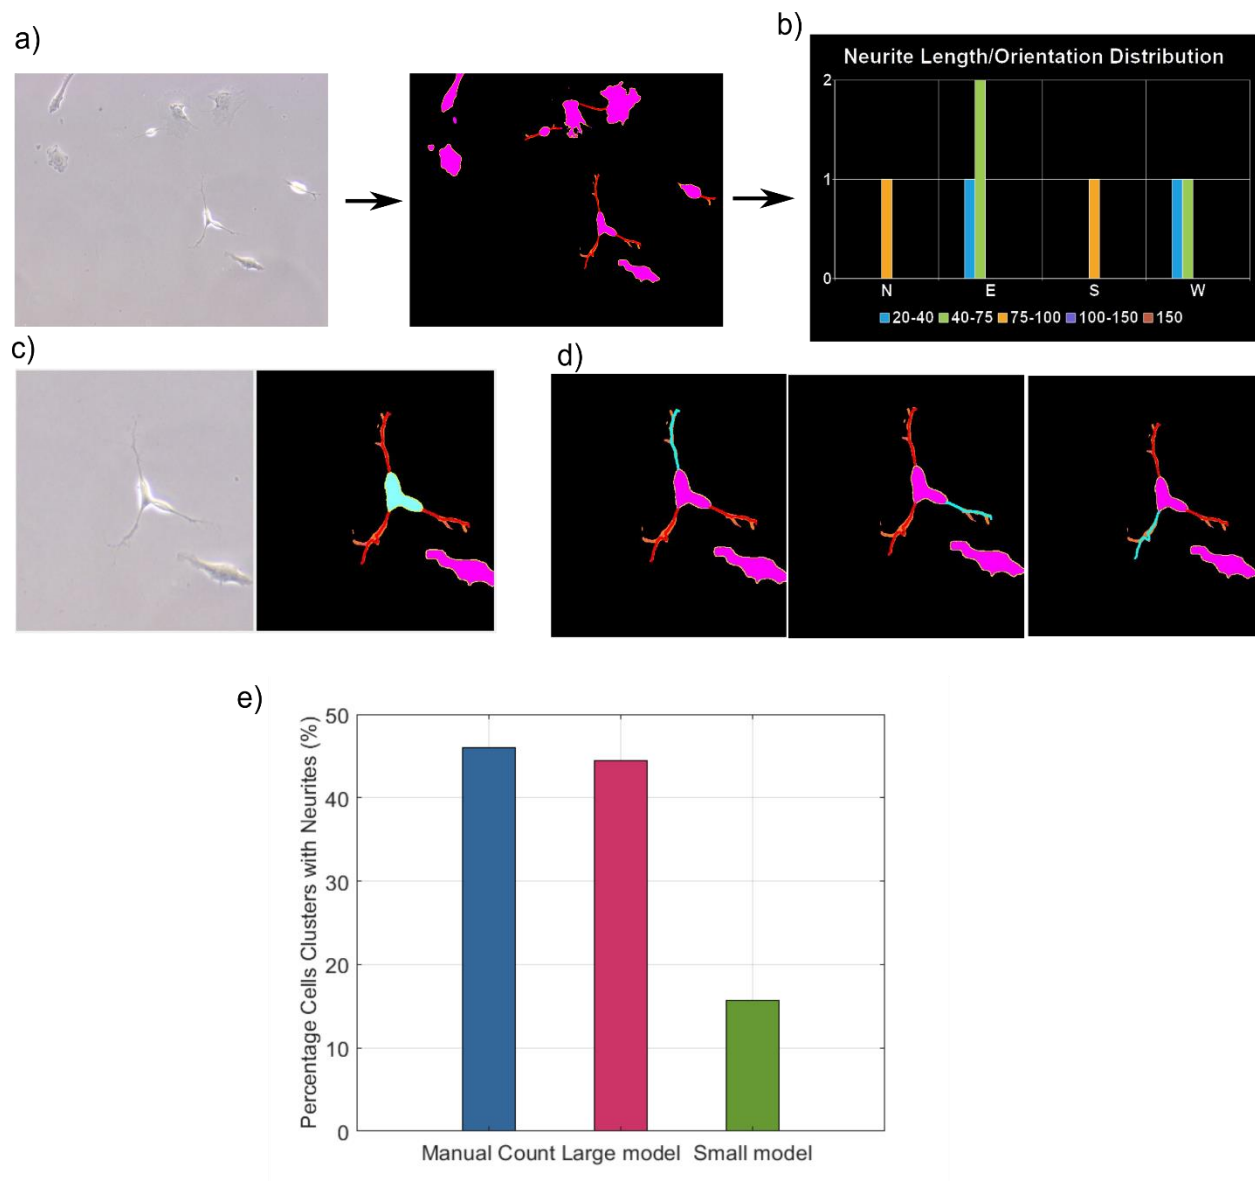 a)
b)
Neurite Length/Orientation Distribution
2
1
0
N E S W
20-40 40-75 75-100 100-150 150
c)
d)
e)
Percentage Cells Clusters with Neurites (%)
50
40
30
20
10
0
Manual Count Large model Small model